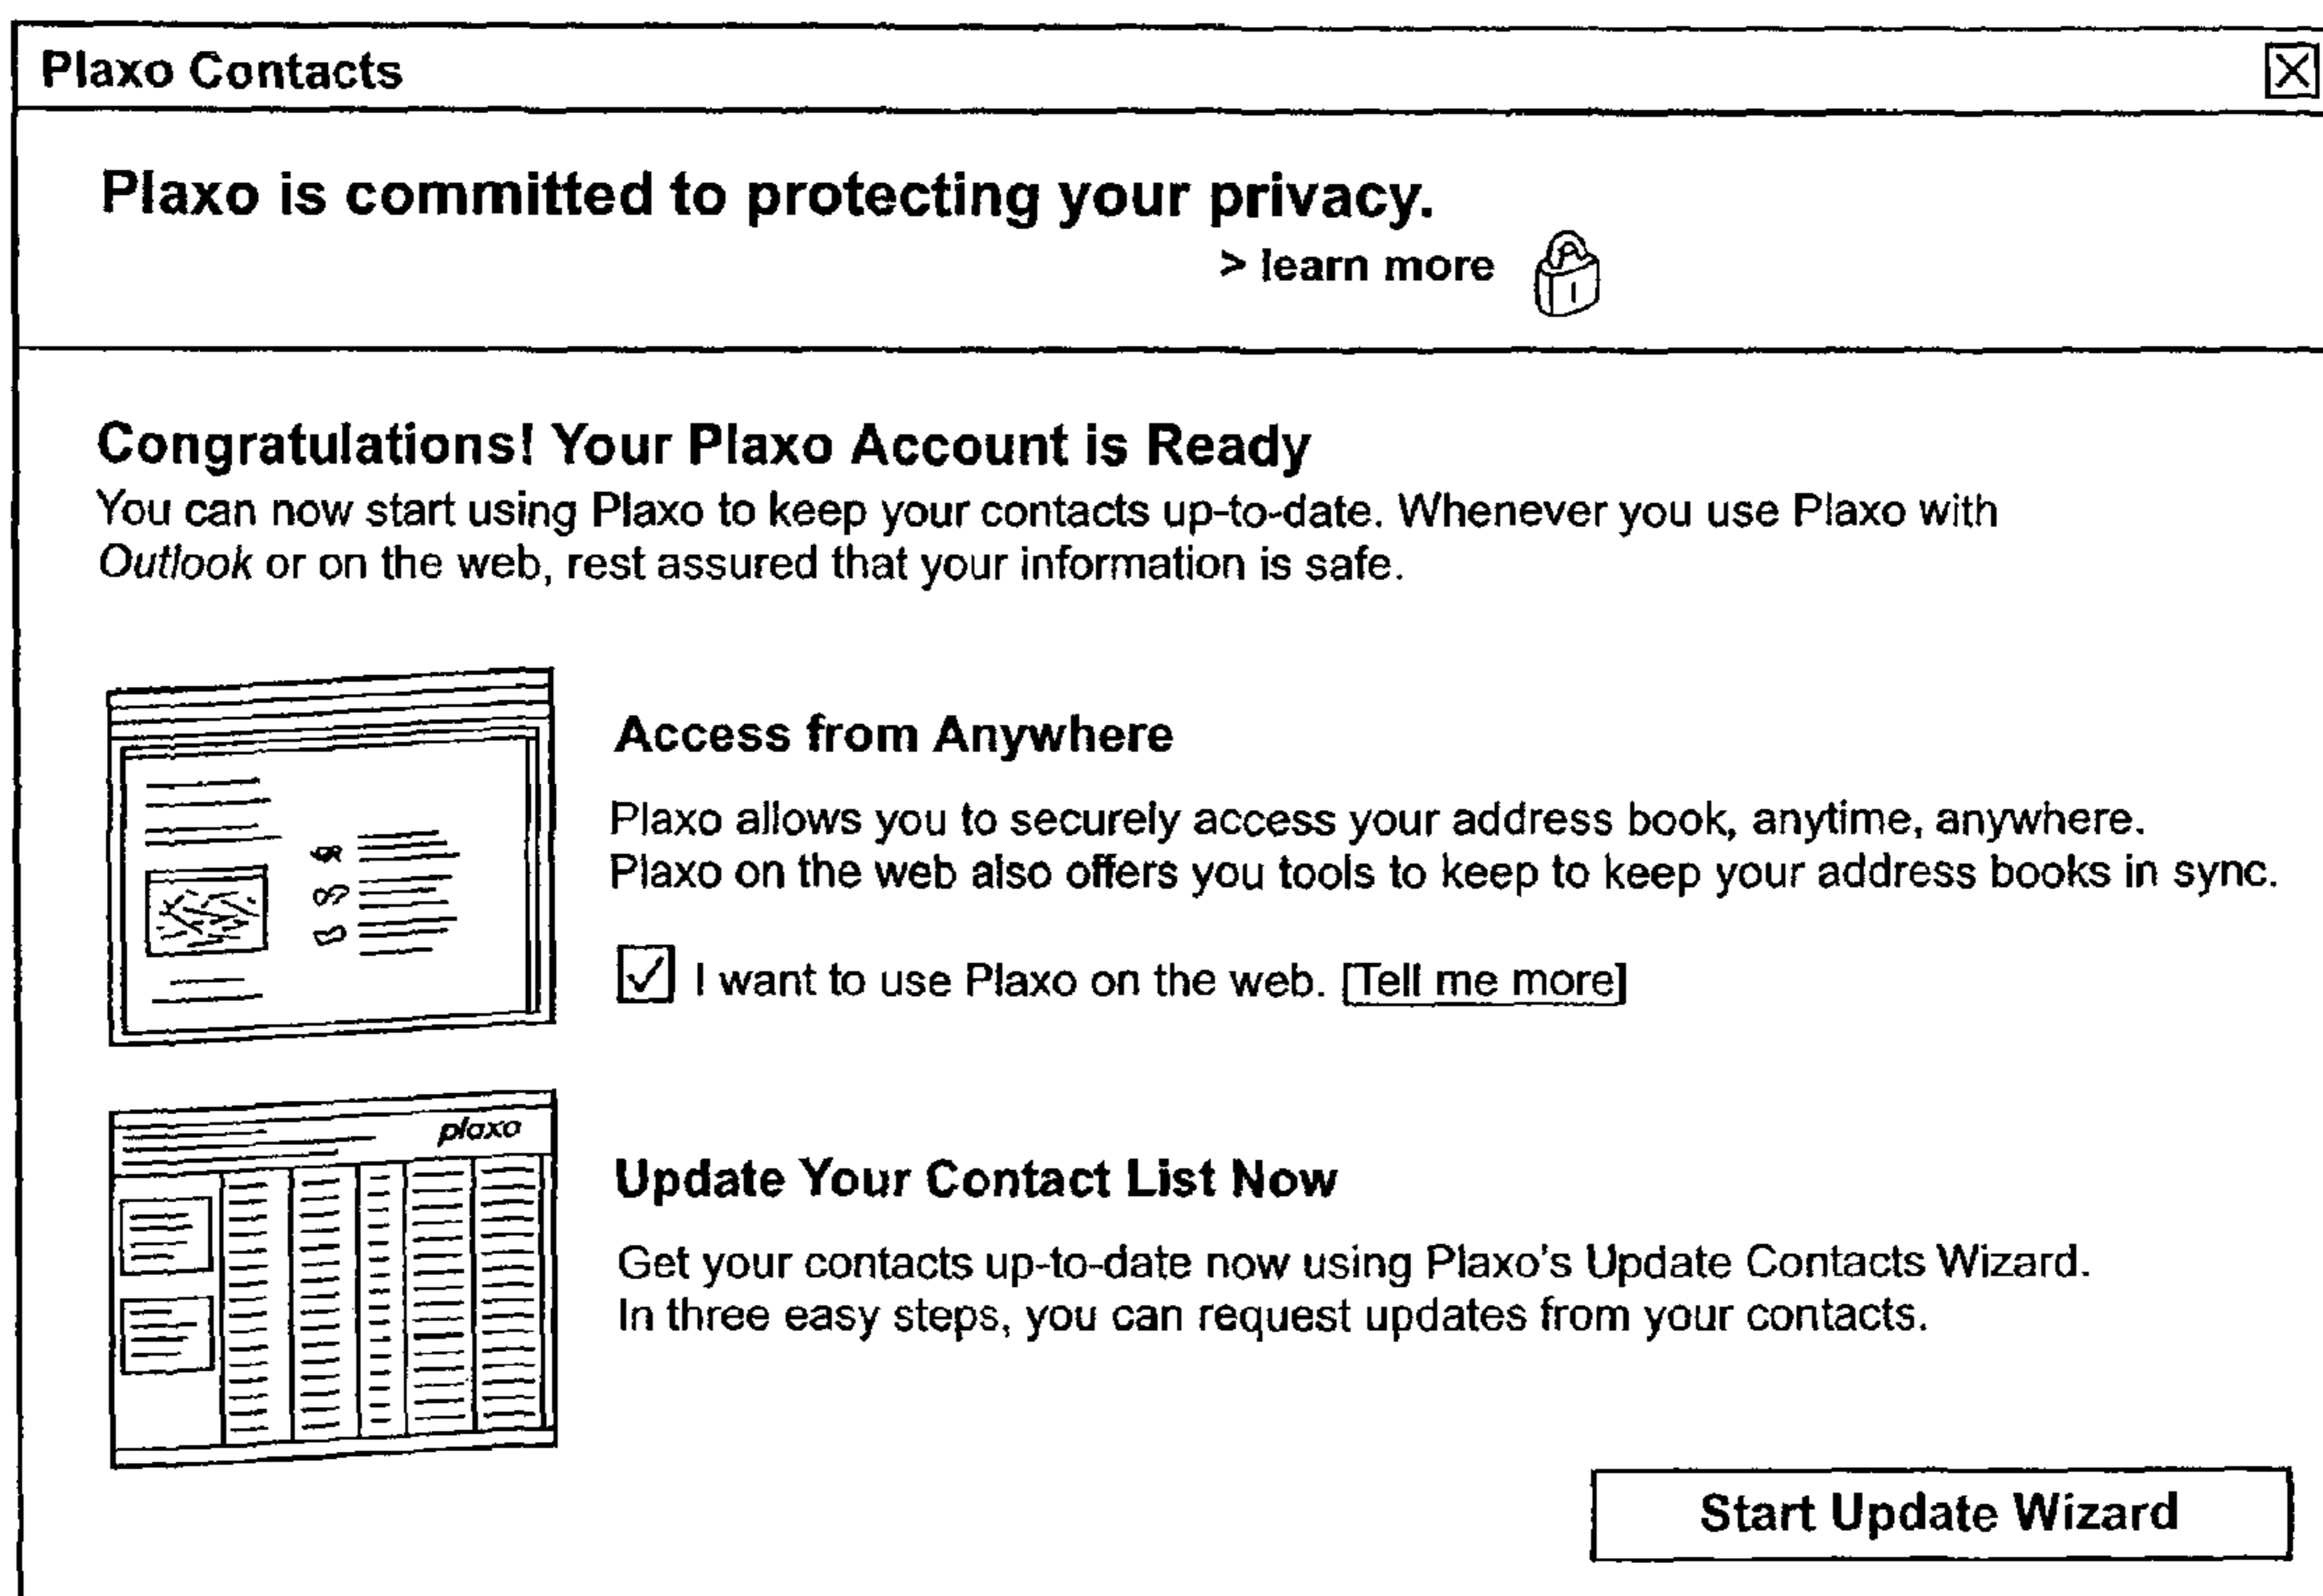 Plaxo Contacts
Plaxo is committed to protecting your privacy.
> learn more
Congratulations! Your Plaxo Account is Ready
You can now start using Plaxo to keep your contacts up-to-date. Whenever you use Plaxo with
Outlook or on the web, rest assured that your information is safe.
Access from Anywhere
Plaxo allows you to securely access your address book, anytime, anywhere.
Plaxo on the web also offers you tools to keep to keep your address books in sync.
I want to use Plaxo on the web. [Tell me more]
plaxo
Update Your Contact List Now
Get your contacts up-to-date now using Plaxo's Update Contacts Wizard.
In three easy steps, you can request updates from your contacts.
Start Update Wizard